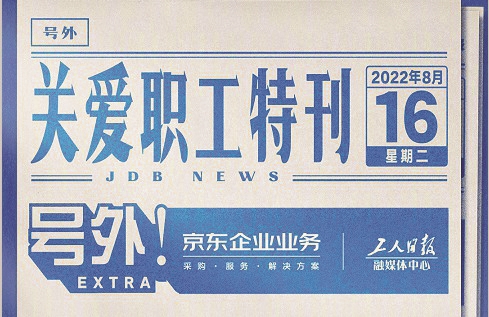 号外
关爱职工特刊
2022年8月
16
星期二
JDB NEWS
号外!
EXTRA
京东企业业务
采购·服务·解决方案
工人日报
融媒体中心